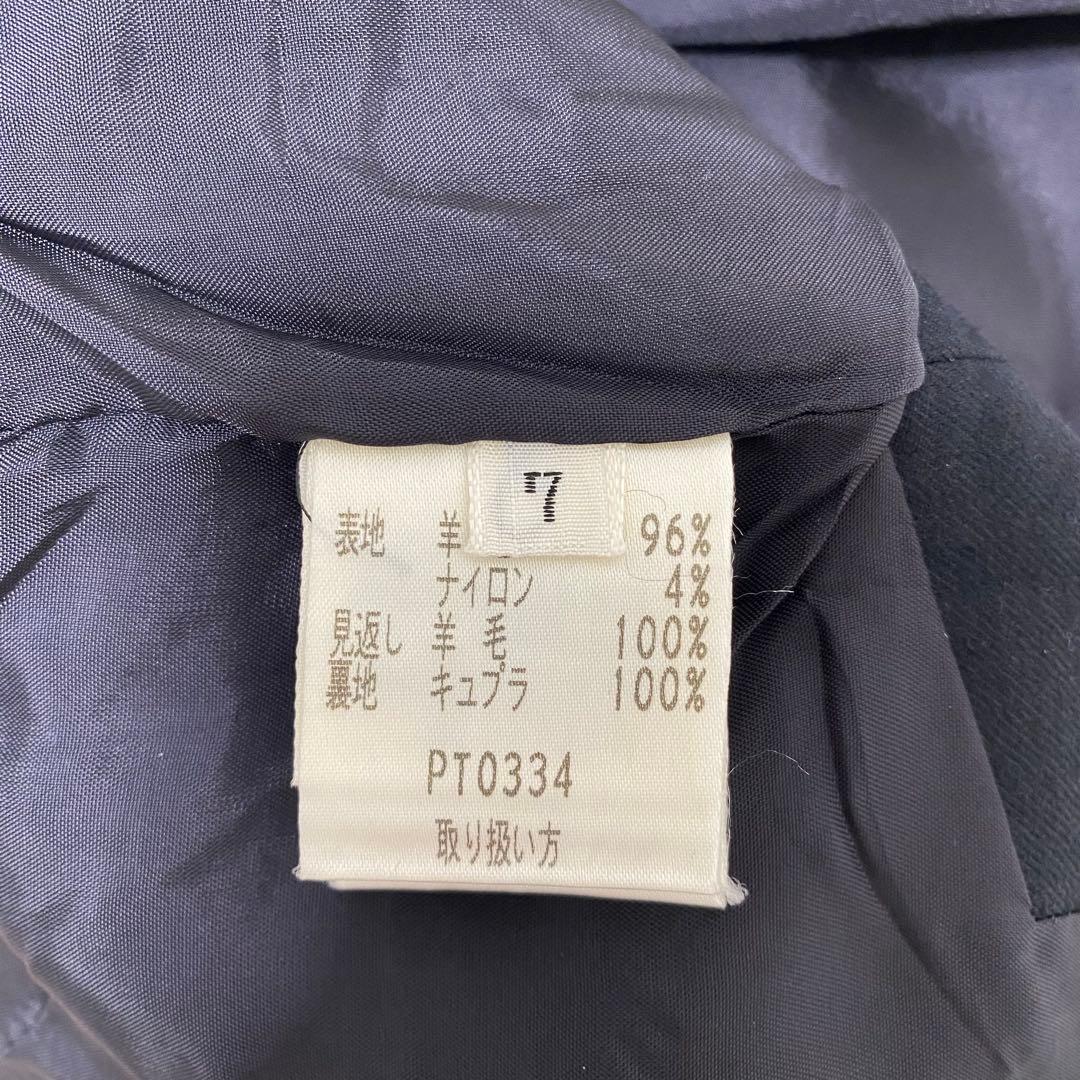 7
表地 羊 96%
ナイロン 4%
見返し 羊毛 100%
裏地 キュプラ 100%
PT0334
取り扱い方